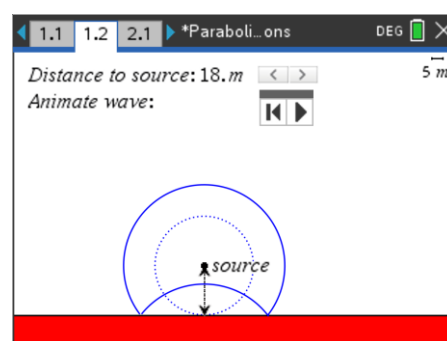 1.1 1.2 2.1 *Paraboli...ons DEG
Distance to source: 18. m
5 m
Animate wave:
source